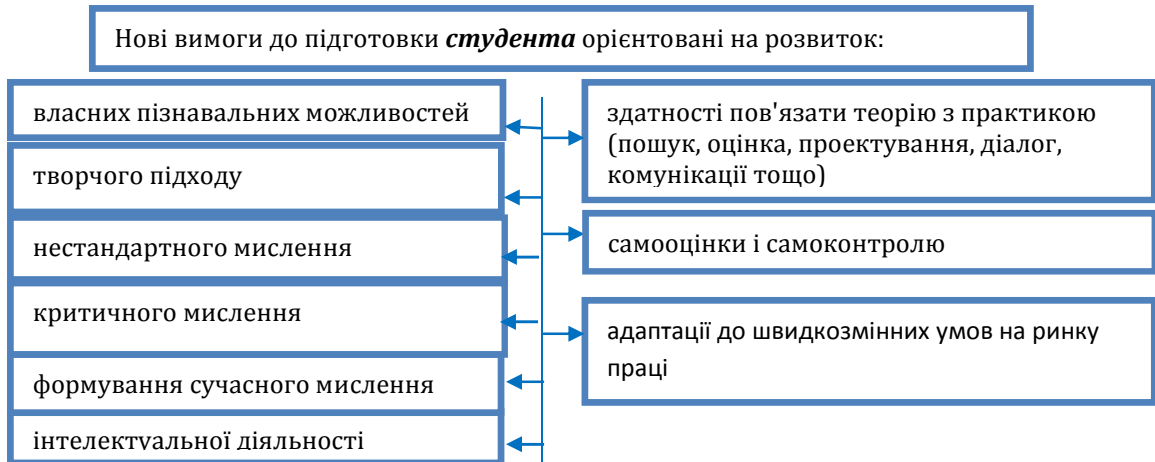 Нові вимоги до підготовки студента орієнтовані на розвиток:
власних пізнавальних можливостей
творчого підходу
нестандартного мислення
критичного мислення
формування сучасного мислення
інтелектуальної діяльності
здатності пов'язати теорію з практикою
(пошук, оцінка, проектування, діалог,
комунікації тощо)
самооцінки і самоконтролю
адаптації до швидкозмінних умов на ринку
праці